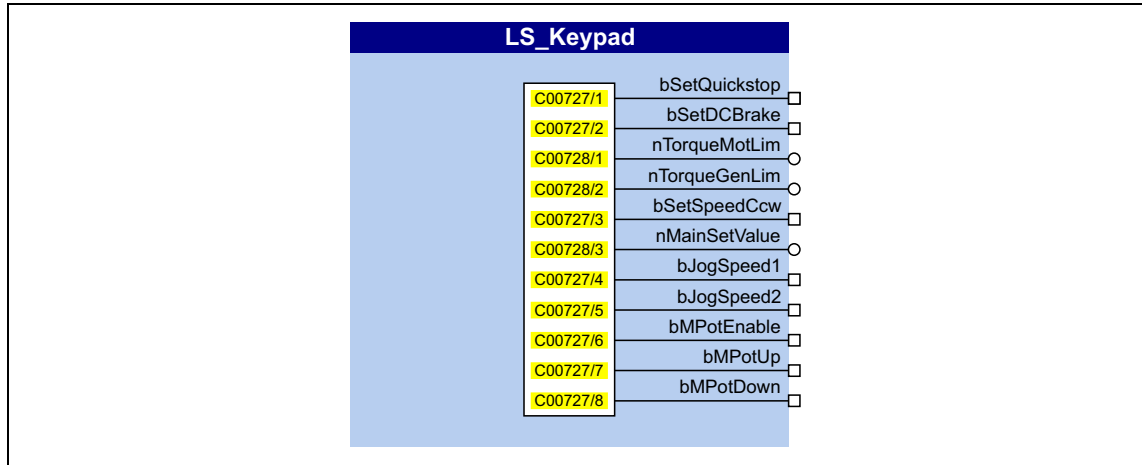 LS_Keypad
C00727/1 bSetQuickstop
C00727/2 bSetDCBrake
C00728/1 nTorqueMotLim
C00728/2 nTorqueGenLim
C00727/3 bSetSpeedCcw
C00728/3 nMainSetValue
C00727/4 bJogSpeed1
C00727/5 bJogSpeed2
C00727/6 bMPotEnable
C00727/7 bMPotUp
C00727/8 bMPotDown